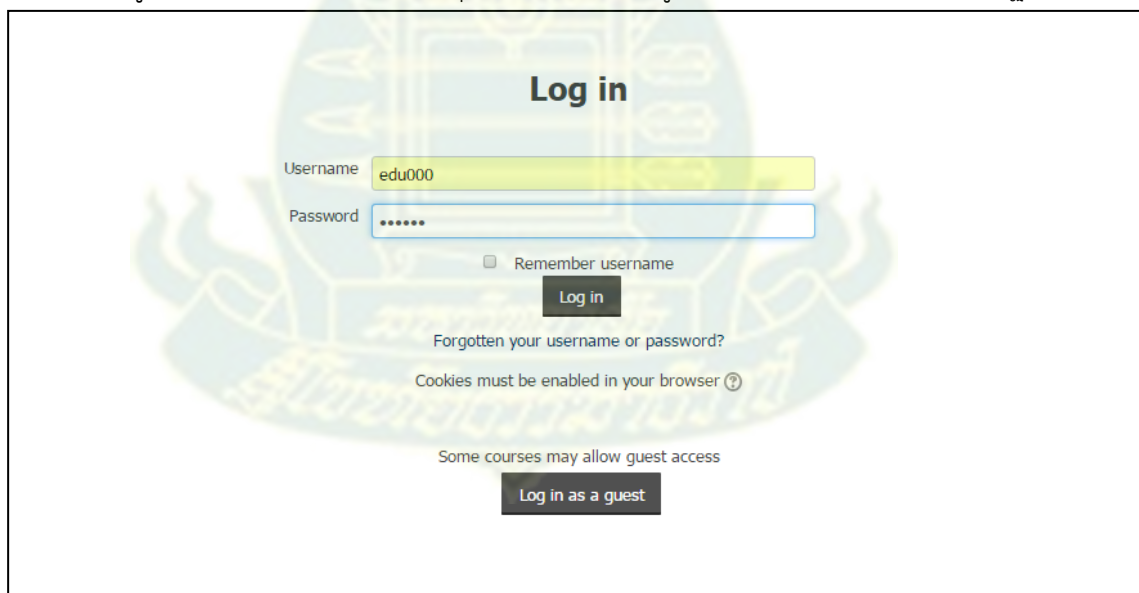 Log in
Username edu000
Password ••••••
Remember username
Log in
Forgotten your username or password?
Cookies must be enabled in your browser ?
Some courses may allow guest access
Log in as a guest